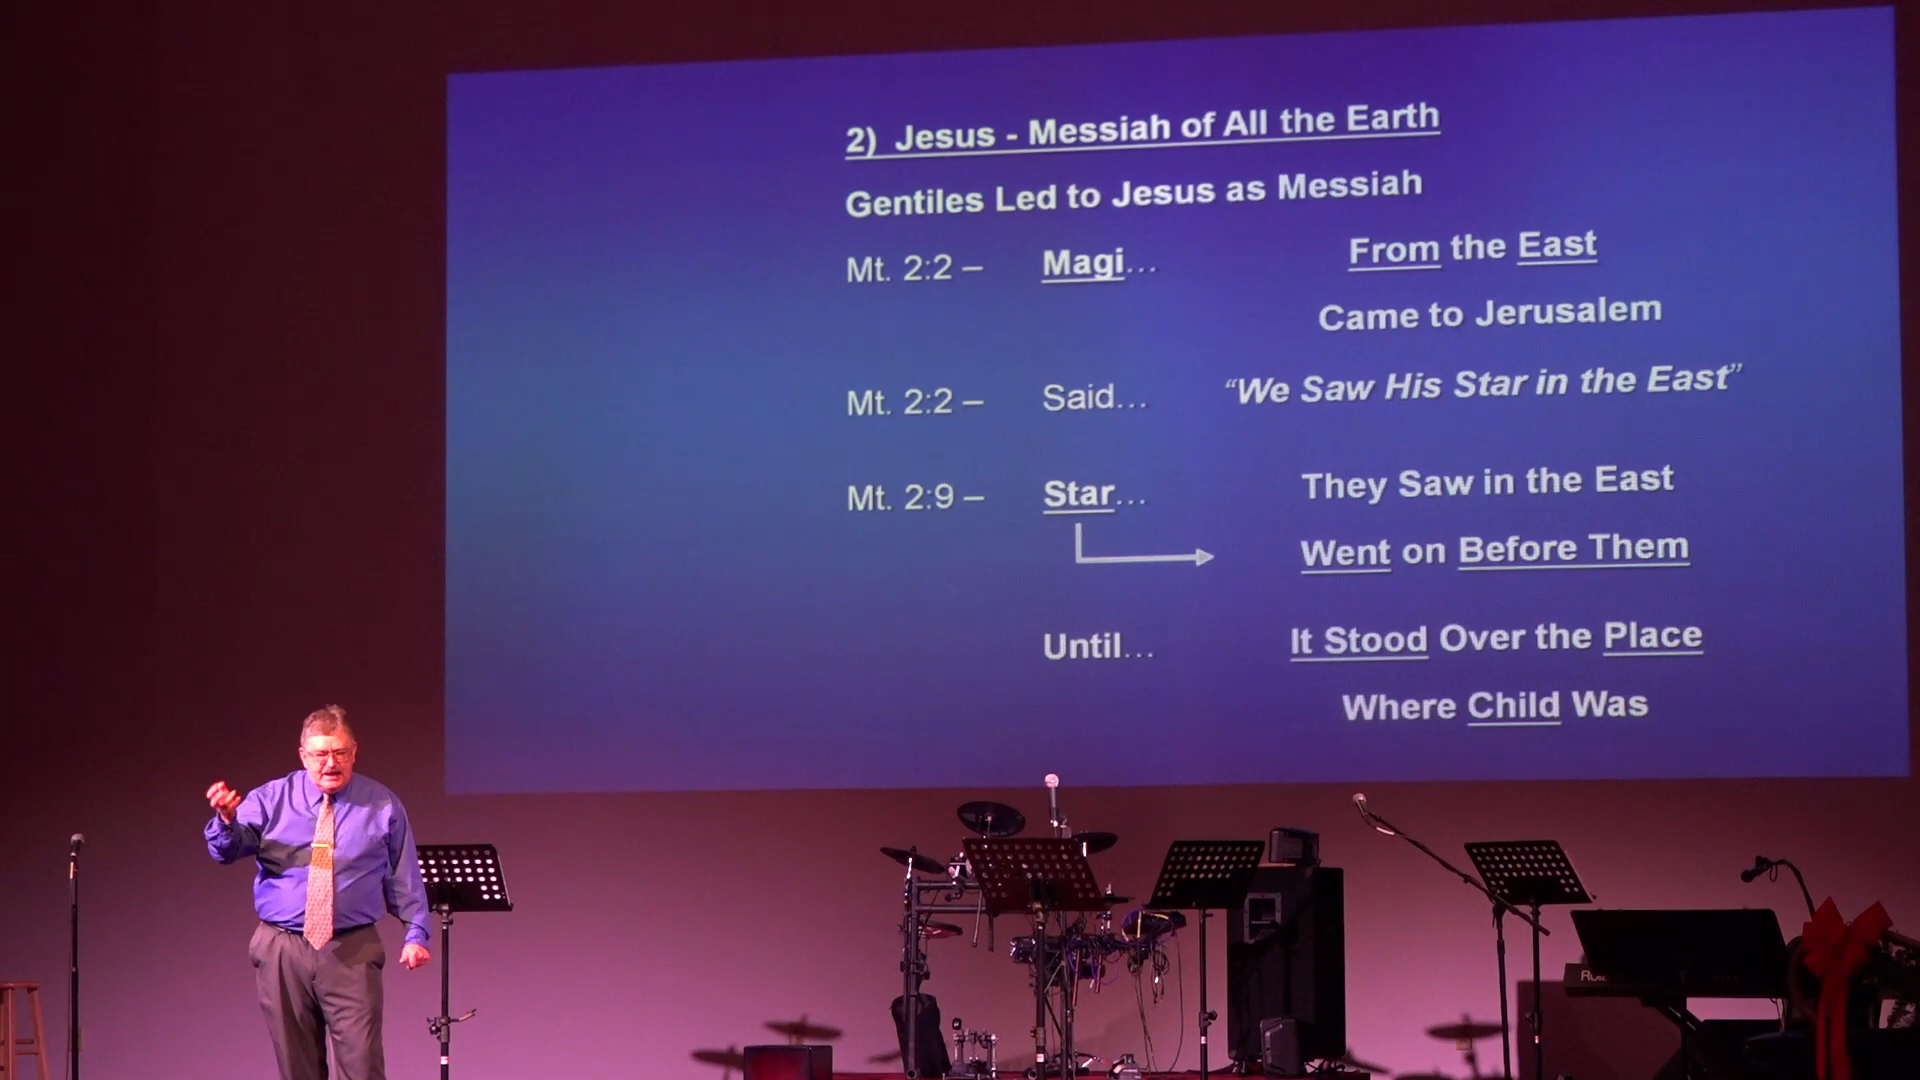 2) Jesus - Messiah of All the Earth
Gentiles Led to Jesus as Messiah
Mt. 2:2 – Magi... From the East
Came to Jerusalem
Mt. 2:2 – Said... “We Saw His Star in the East”
Mt. 2:9 – Star... They Saw in the East
Went on Before Them
Until... It Stood Over the Place
Where Child Was